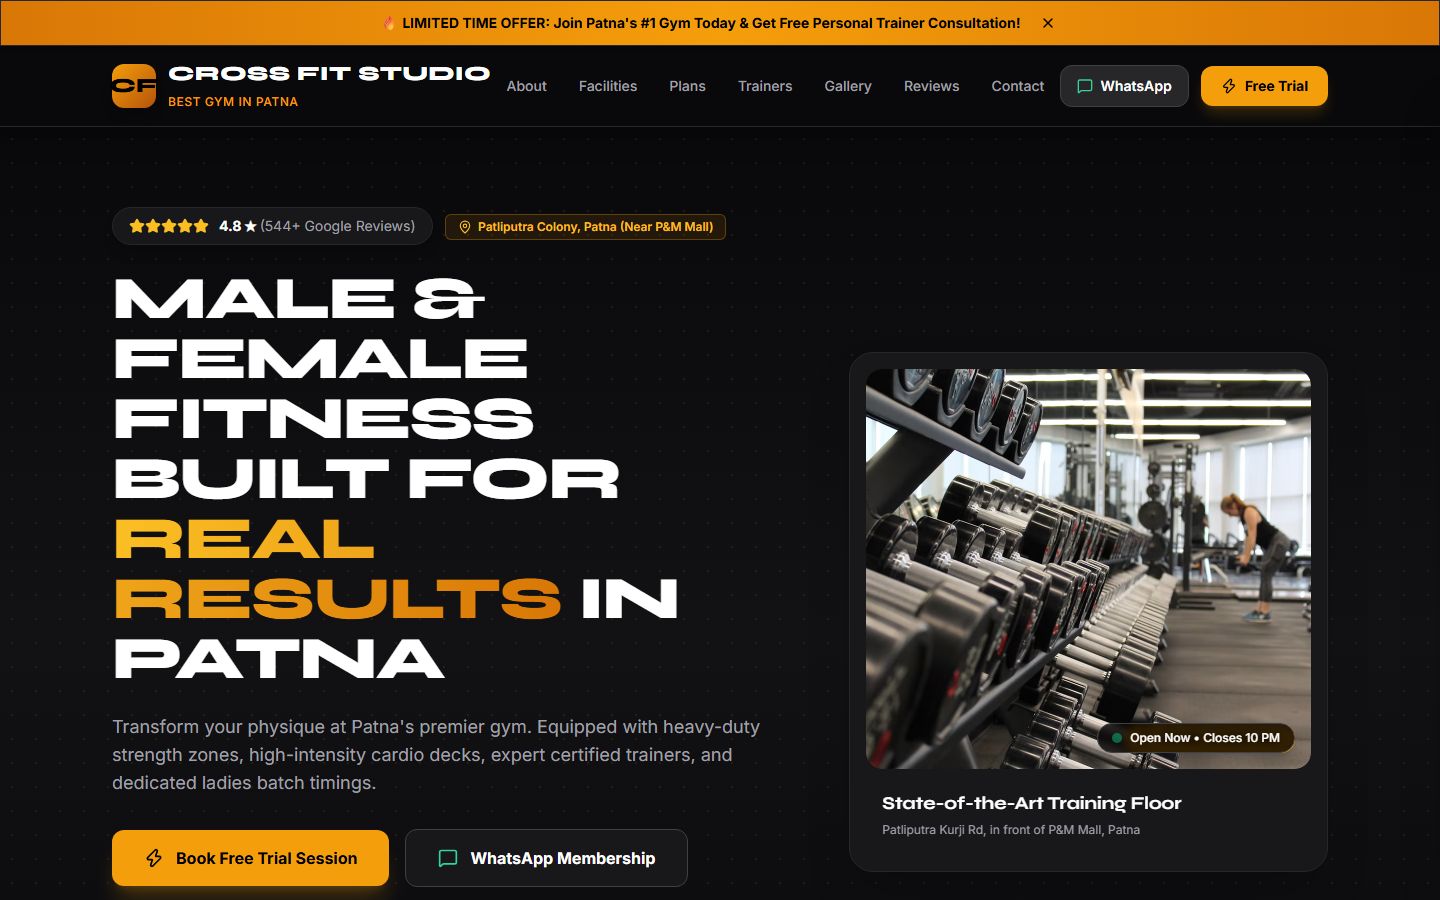 🔥 LIMITED TIME OFFER: Join Patna's #1 Gym Today & Get Free Personal Trainer Consultation! ✕
CF
CROSS FIT STUDIO
BEST GYM IN PATNA
About Facilities Plans Trainers Gallery Reviews Contact WhatsApp Free Trial
4.8 ★ (544+ Google Reviews)
Patliputra Colony, Patna (Near P&M Mall)
MALE &
FEMALE
FITNESS
BUILT FOR
REAL
RESULTS IN
PATNA
Transform your physique at Patna's premier gym. Equipped with heavy-duty
strength zones, high-intensity cardio decks, expert certified trainers, and
dedicated ladies batch timings.
Book Free Trial Session
WhatsApp Membership
Open Now • Closes 10 PM
State-of-the-Art Training Floor
Patliputra Kurji Rd, in front of P&M Mall, Patna